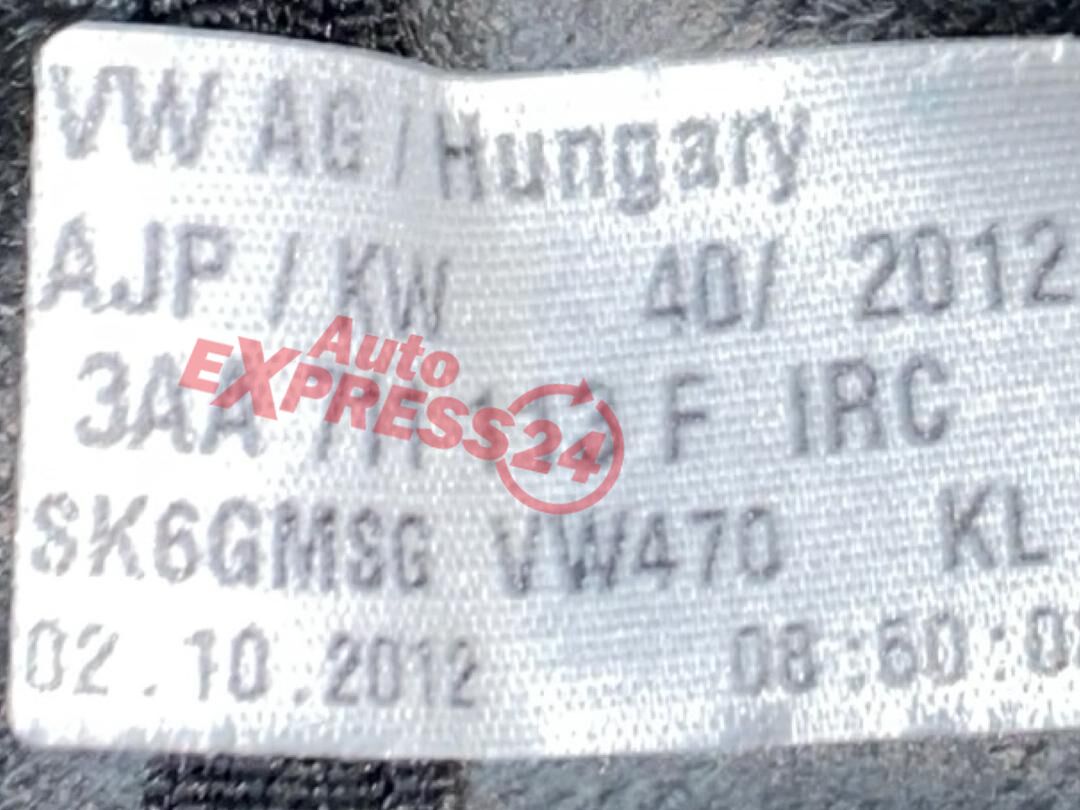 VW AG / Hungary
AJP / KW 40/ 2012
3AA F IRC
SK6GMSG VW470 KL
02.10.2012
Auto
EXPRESS24